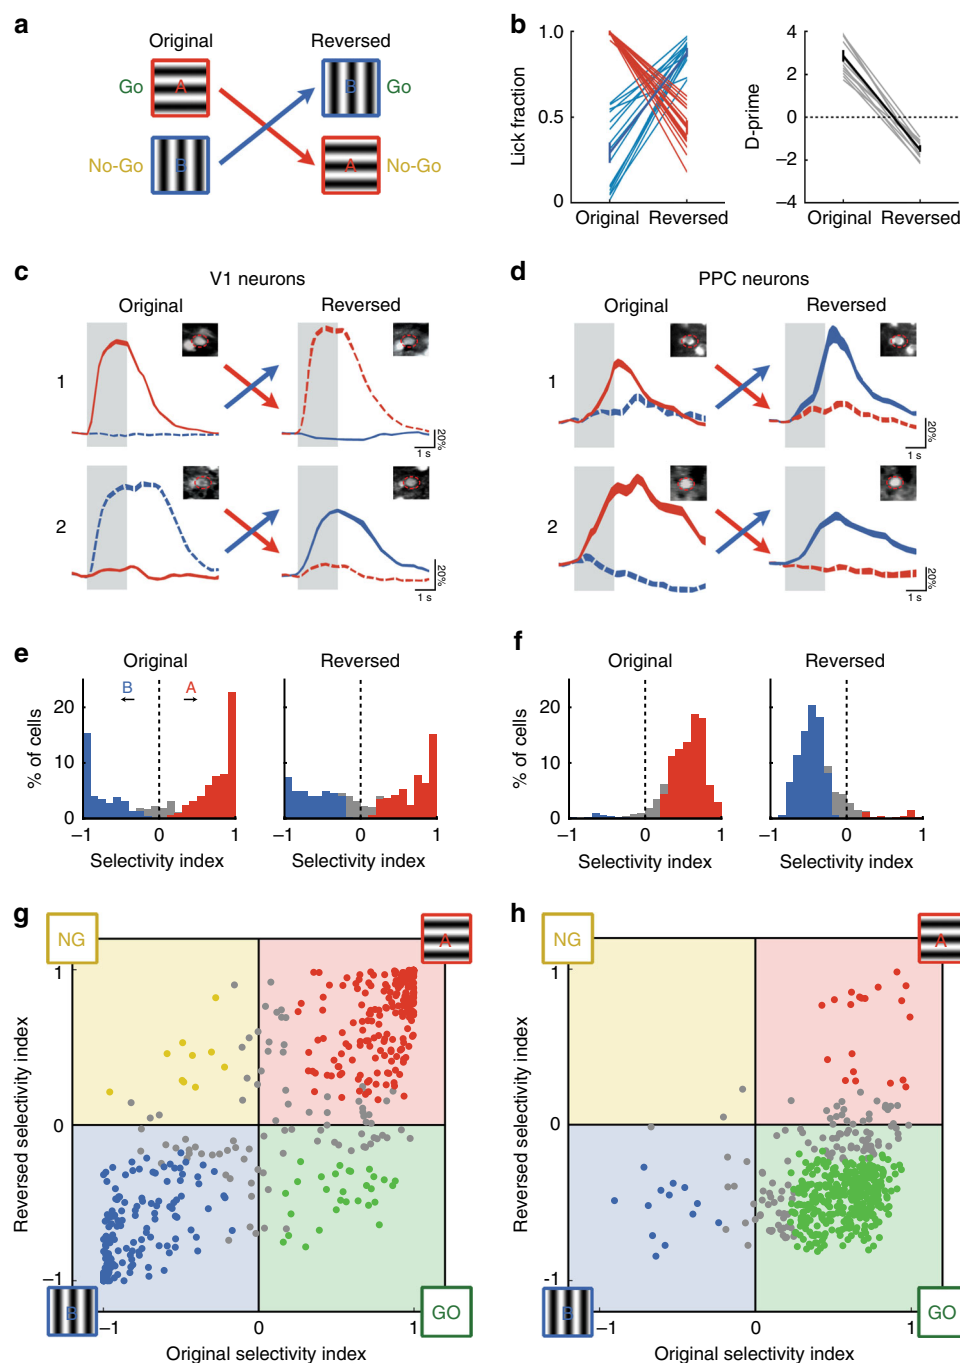 a
Original
Reversed
Go
A
B
Go
No-Go
B
A
No-Go
b
Lick fraction
1.0
0.5
0
Original
Reversed
D-prime
4
2
0
−2
−4
Original
Reversed
c
V1 neurons
Original
Reversed
1
20%
1 s
2
20%
1 s
d
PPC neurons
Original
Reversed
1
20%
1 s
2
20%
1 s
e
Original
Reversed
B
A
% of cells
20
10
0
−1
0
1
−1
0
1
Selectivity index
Selectivity index
f
Original
Reversed
20
10
0
−1
0
1
−1
0
1
Selectivity index
Selectivity index
g
NG
A
Reversed selectivity index
1
0
−1
B
GO
−1
0
1
Original selectivity index
h
NG
A
Reversed selectivity index
1
0
-1
B
GO
−1
0
1
Original selectivity index